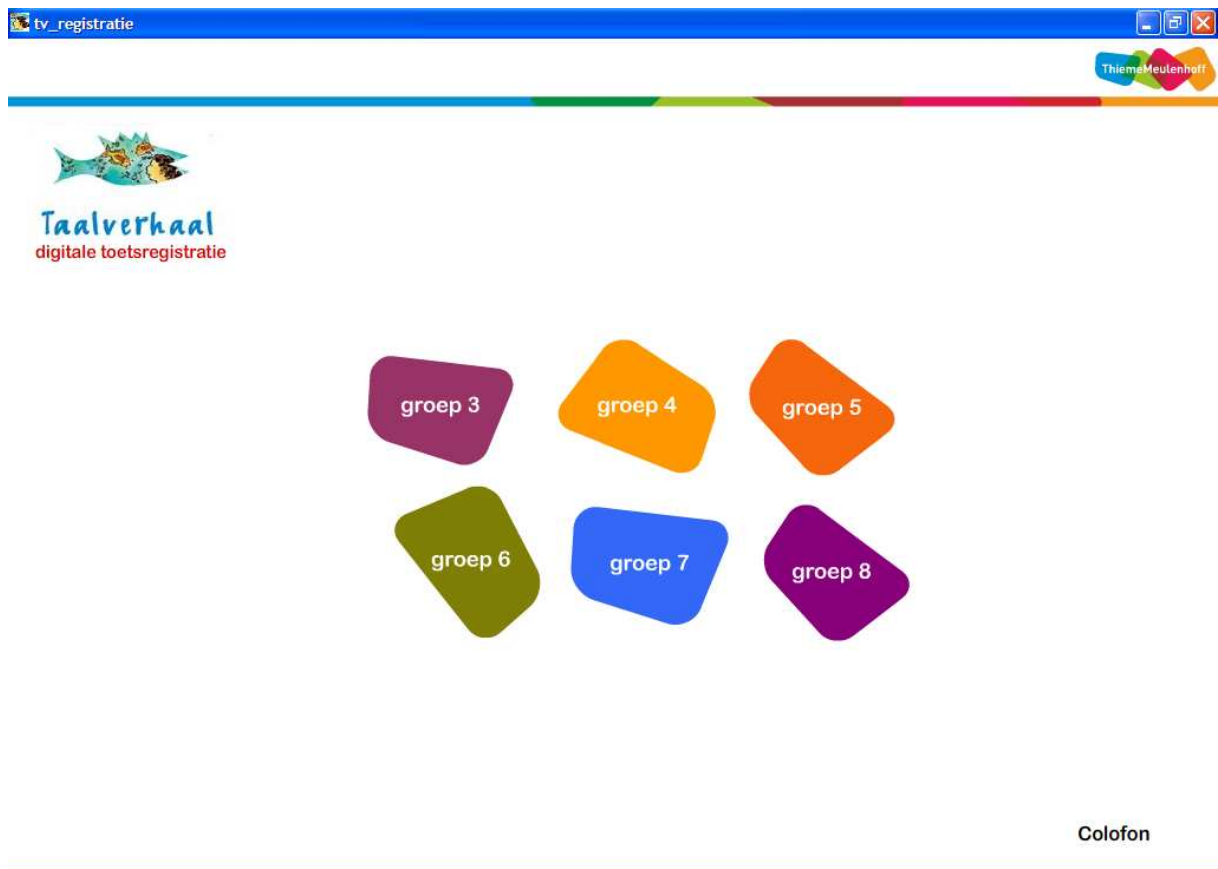 tv_registratie
ThiemeMeulenhoff
Taalverhaal
digitale toetsregistratie
groep 3
groep 4
groep 5
groep 6
groep 7
groep 8
Colofon